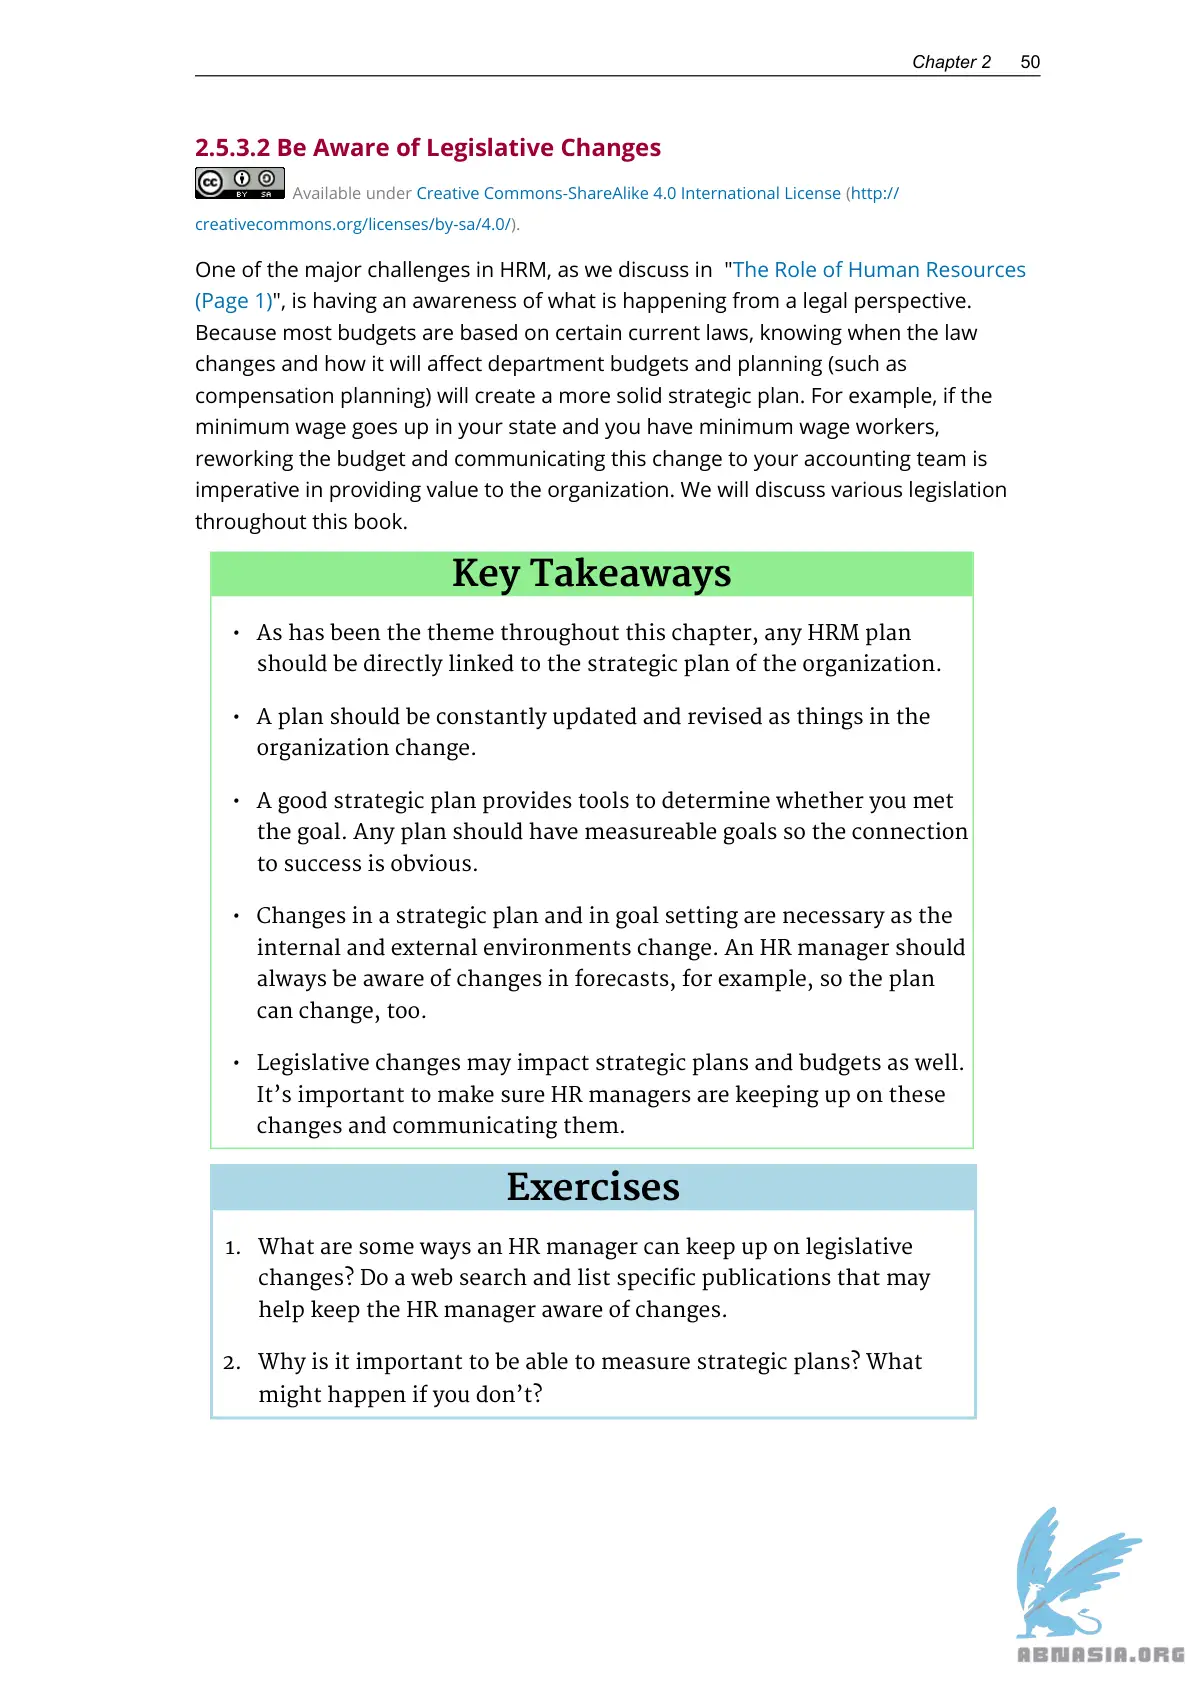 Chapter 2 50
2.5.3.2 Be Aware of Legislative Changes
cc BY SA Available under Creative Commons-ShareAlike 4.0 International License (http://
creativecommons.org/licenses/by-sa/4.0/).
One of the major challenges in HRM, as we discuss in "The Role of Human Resources
(Page 1)", is having an awareness of what is happening from a legal perspective.
Because most budgets are based on certain current laws, knowing when the law
changes and how it will affect department budgets and planning (such as
compensation planning) will create a more solid strategic plan. For example, if the
minimum wage goes up in your state and you have minimum wage workers,
reworking the budget and communicating this change to your accounting team is
imperative in providing value to the organization. We will discuss various legislation
throughout this book.
Key Takeaways
• As has been the theme throughout this chapter, any HRM plan
should be directly linked to the strategic plan of the organization.
• A plan should be constantly updated and revised as things in the
organization change.
• A good strategic plan provides tools to determine whether you met
the goal. Any plan should have measureable goals so the connection
to success is obvious.
• Changes in a strategic plan and in goal setting are necessary as the
internal and external environments change. An HR manager should
always be aware of changes in forecasts, for example, so the plan
can change, too.
• Legislative changes may impact strategic plans and budgets as well.
It’s important to make sure HR managers are keeping up on these
changes and communicating them.
Exercises
1. What are some ways an HR manager can keep up on legislative
changes? Do a web search and list specific publications that may
help keep the HR manager aware of changes.
2. Why is it important to be able to measure strategic plans? What
might happen if you don’t?
ABNASIA.ORG